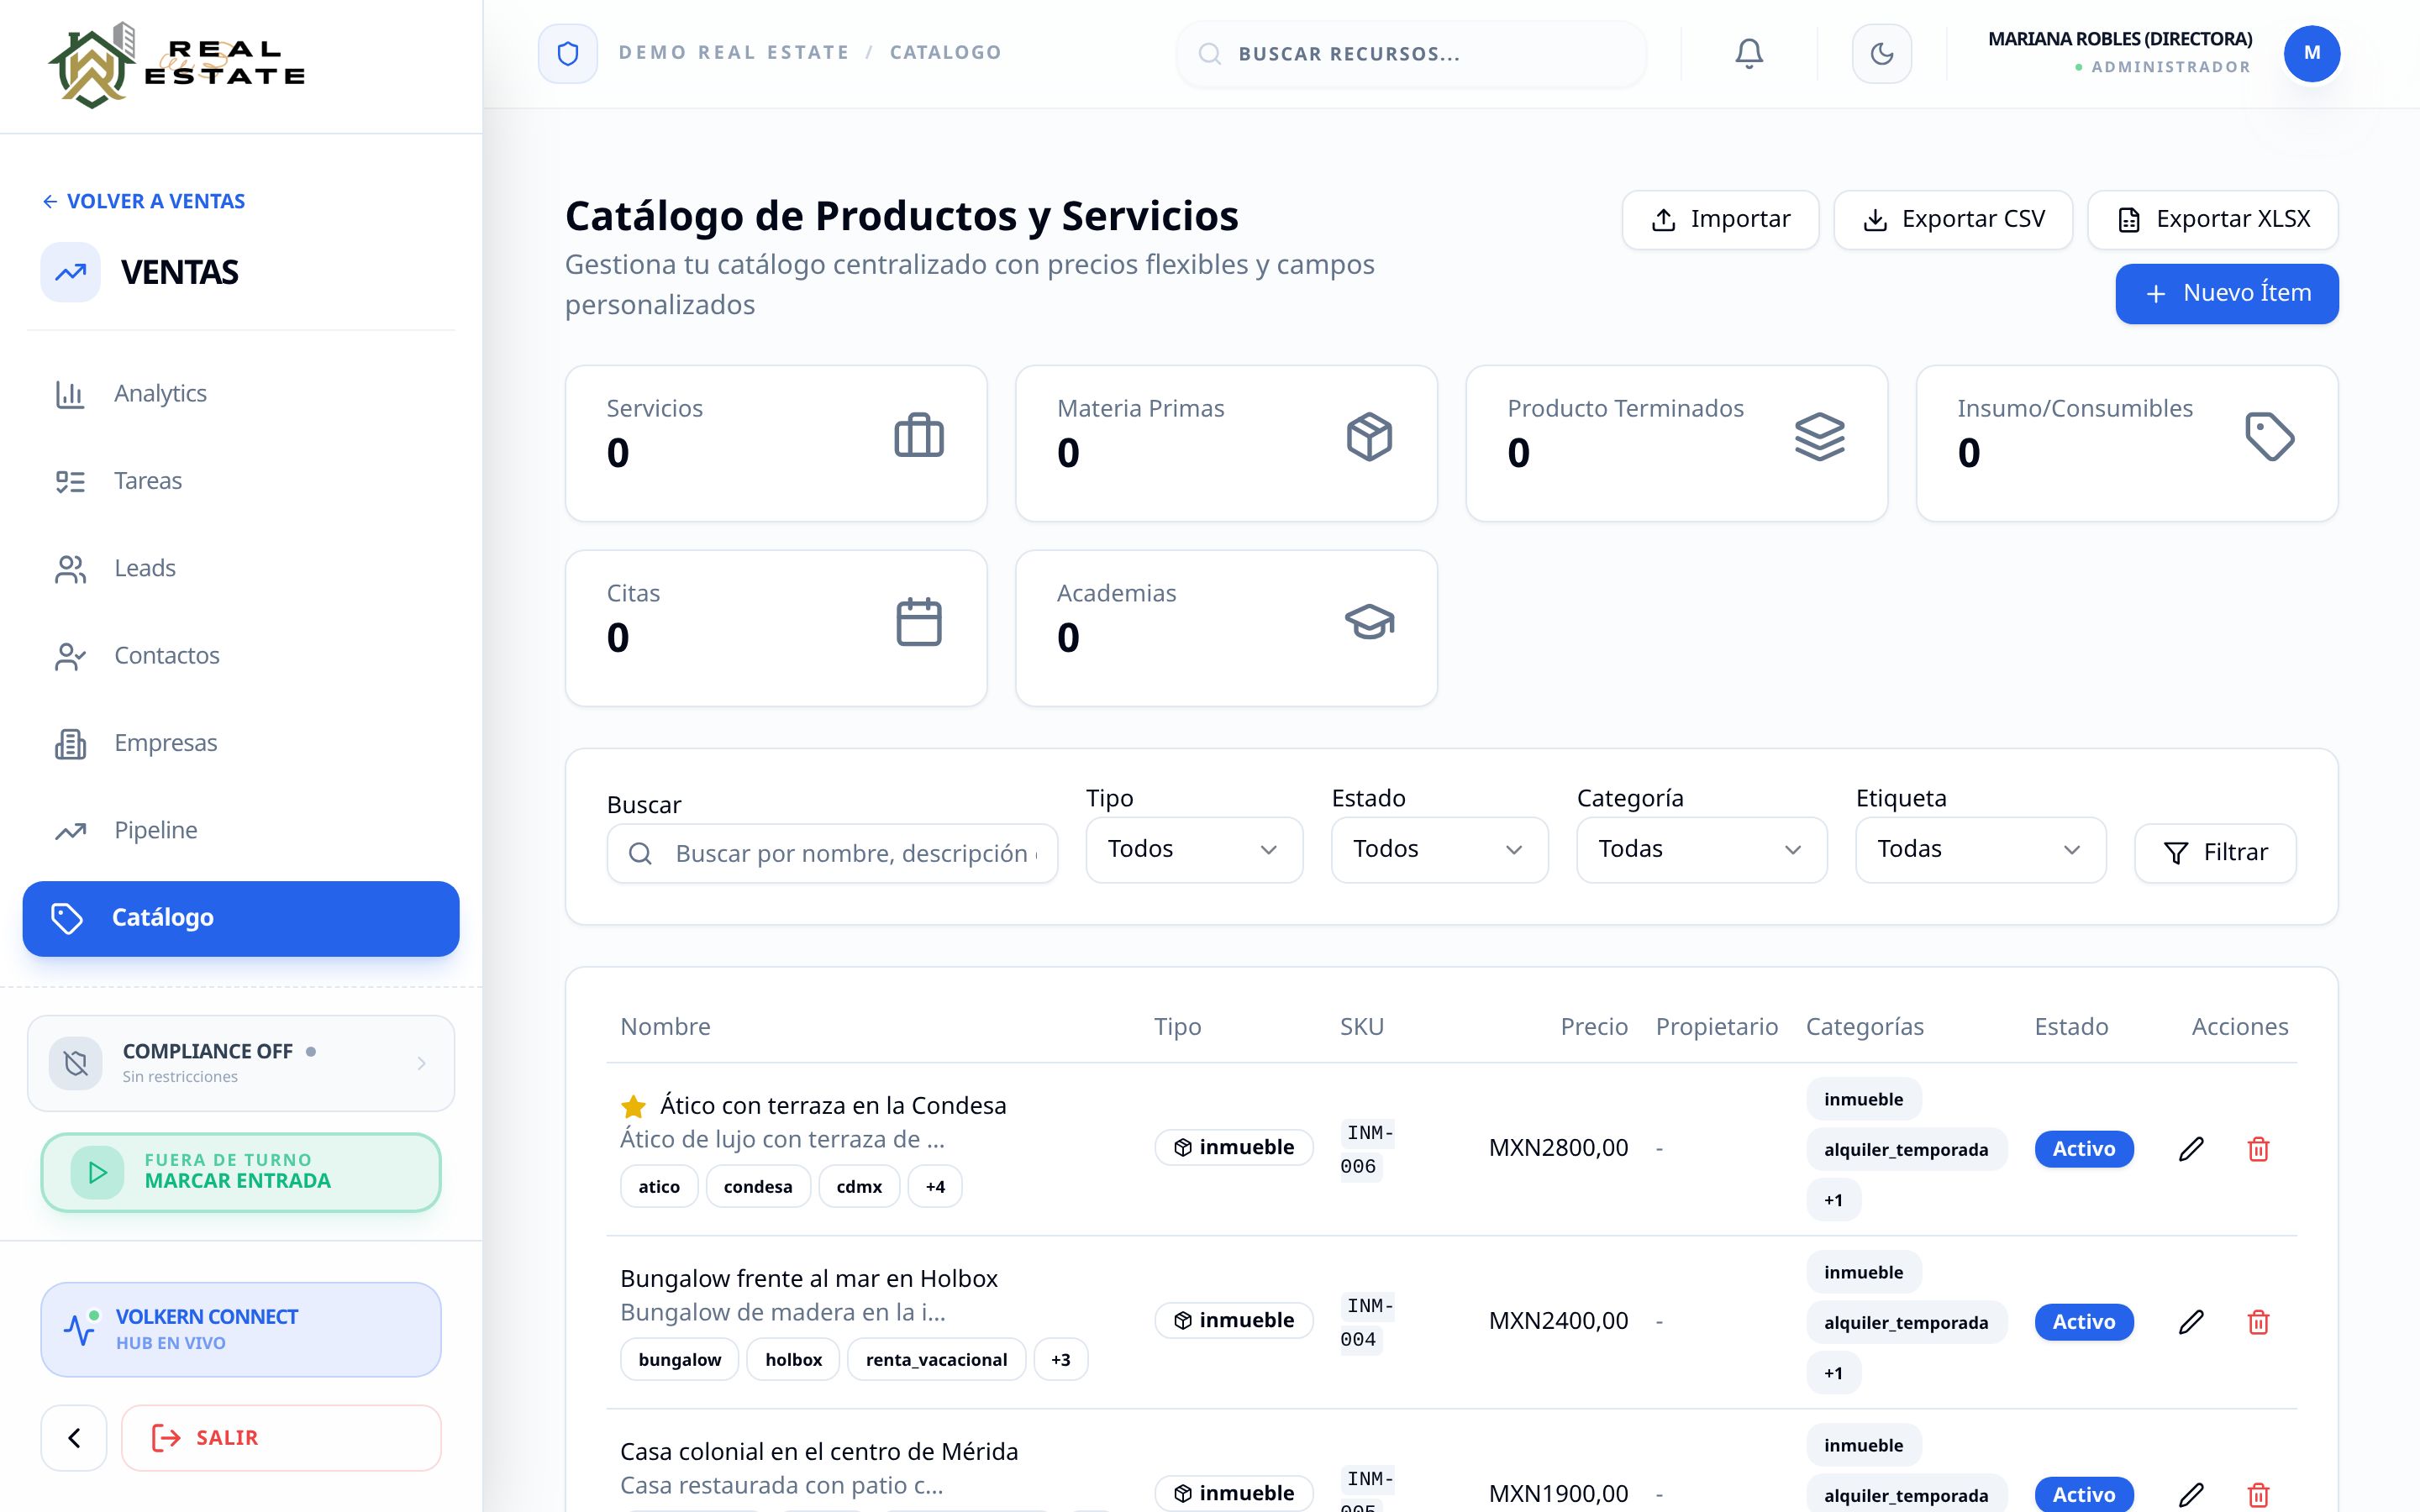 REAL
ESTATE
DEMO REAL ESTATE / CATALOGO
BUSCAR RECURSOS...
MARIANA ROBLES (DIRECTORA)
ADMINISTRADOR
M
VOLVER A VENTAS
VENTAS
Analytics
Tareas
Leads
Contactos
Empresas
Pipeline
Catálogo
COMPLIANCE OFF
Sin restricciones
FUERA DE TURNO
MARCAR ENTRADA
VOLKERN CONNECT
HUB EN VIVO
SALIR
Catálogo de Productos y Servicios
Gestiona tu catálogo centralizado con precios flexibles y campos
personalizados
Importar
Exportar CSV
Exportar XLSX
Nuevo Ítem
Servicios
0
Materia Primas
0
Producto Terminados
0
Insumo/Consumibles
0
Citas
0
Academias
0
Buscar
Buscar por nombre, descripción
Tipo
Todos
Estado
Todos
Categoría
Todas
Etiqueta
Todas
Filtrar
Nombre Tipo SKU Precio Propietario Categorías Estado Acciones
Ático con terraza en la Condesa
Ático de lujo con terraza de ...
atico condesa cdmx +4
inmueble
INM-
006
MXN2800,00
-
inmueble
alquiler_temporada
+1
Activo
Bungalow frente al mar en Holbox
Bungalow de madera en la i...
bungalow holbox renta_vacacional +3
inmueble
INM-
004
MXN2400,00
-
inmueble
alquiler_temporada
+1
Activo
Casa colonial en el centro de Mérida
Casa restaurada con patio c...
inmueble
INM-
005
MXN1900,00
-
inmueble
alquiler_temporada
Activo